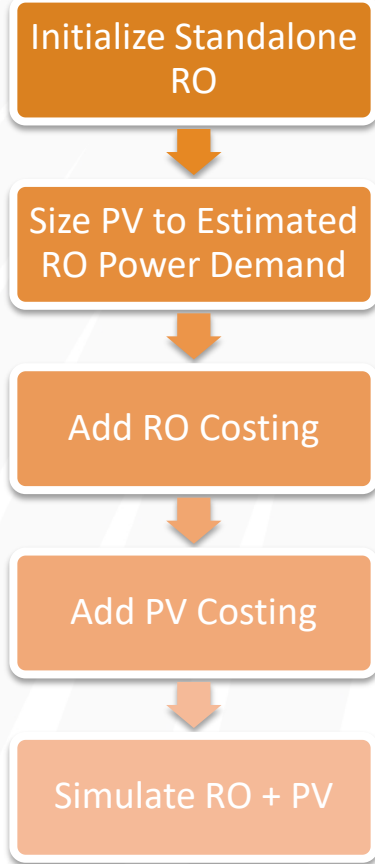 Initialize Standalone
RO
Size PV to Estimated
RO Power Demand
Add RO Costing
Add PV Costing
Simulate RO + PV